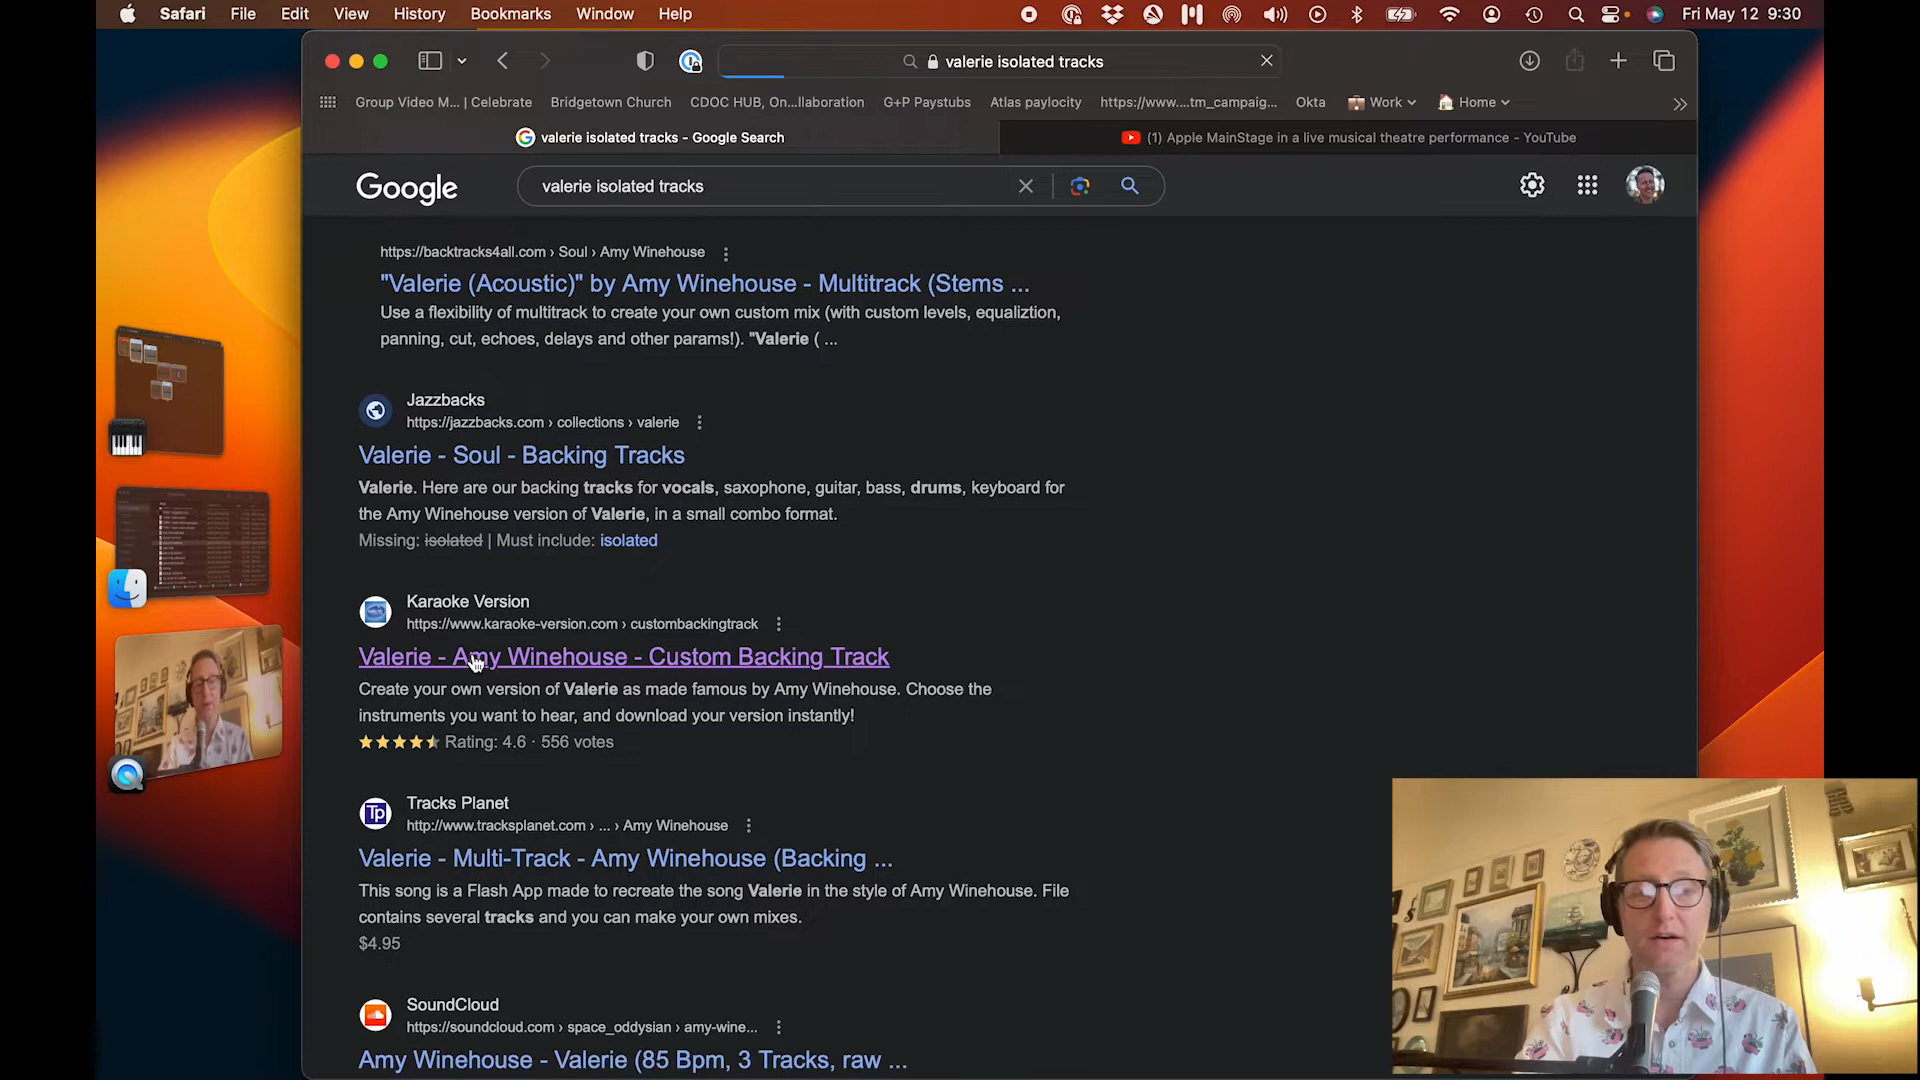 Safari File Edit View History Bookmarks Window Help Fri May 12 9:30
valerie isolated tracks
Group Video M... | Celebrate Bridgetown Church CDOC HUB, On...llaboration G+P Paystubs Atlas paylocity https://www....tm_campaig... Okta Work Home
valerie isolated tracks - Google Search (1) Apple MainStage in a live musical theatre performance - YouTube
Google valerie isolated tracks
https://backtracks4all.com › Soul › Amy Winehouse
"Valerie (Acoustic)" by Amy Winehouse - Multitrack (Stems ...
Use a flexibility of multitrack to create your own custom mix (with custom levels, equaliztion,
panning, cut, echoes, delays and other params!). "Valerie ( ...
Jazzbacks
https://jazzbacks.com › collections › valerie
Valerie - Soul - Backing Tracks
Valerie. Here are our backing tracks for vocals, saxophone, guitar, bass, drums, keyboard for
the Amy Winehouse version of Valerie, in a small combo format.
Missing: isolated | Must include: isolated
Karaoke Version
https://www.karaoke-version.com › custombackingtrack
Valerie - Amy Winehouse - Custom Backing Track
Create your own version of Valerie as made famous by Amy Winehouse. Choose the
instruments you want to hear, and download your version instantly!
Rating: 4.6 · 556 votes
Tracks Planet
Tp
http://www.tracksplanet.com › ... › Amy Winehouse
Valerie - Multi-Track - Amy Winehouse (Backing ...
This song is a Flash App made to recreate the song Valerie in the style of Amy Winehouse. File
contains several tracks and you can make your own mixes.
$4.95
SoundCloud
https://soundcloud.com › space_oddysian › amy-wine...
Amy Winehouse - Valerie (85 Bpm, 3 Tracks, raw ...